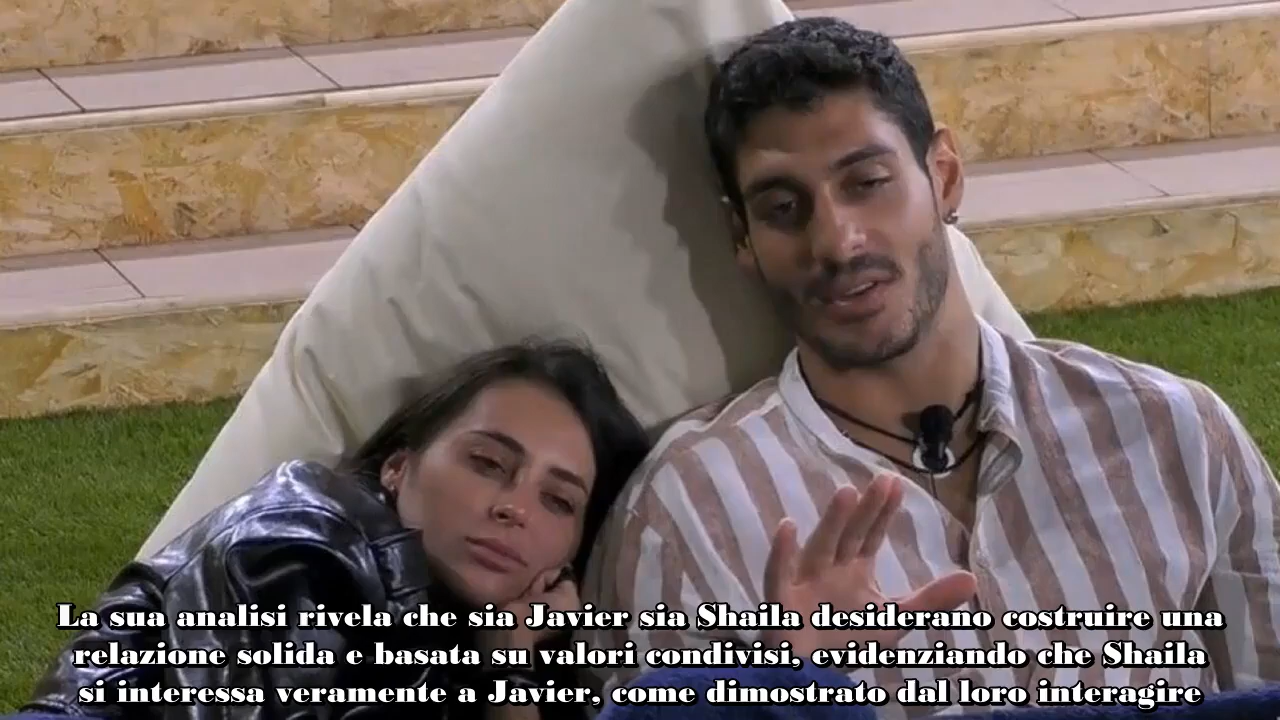 La sua analisi rivela che sia Javier sia Shaila desiderano costruire una
relazione solida e basata su valori condivisi, evidenziando che Shaila
si interessa veramente a Javier, come dimostrato dal loro interagire